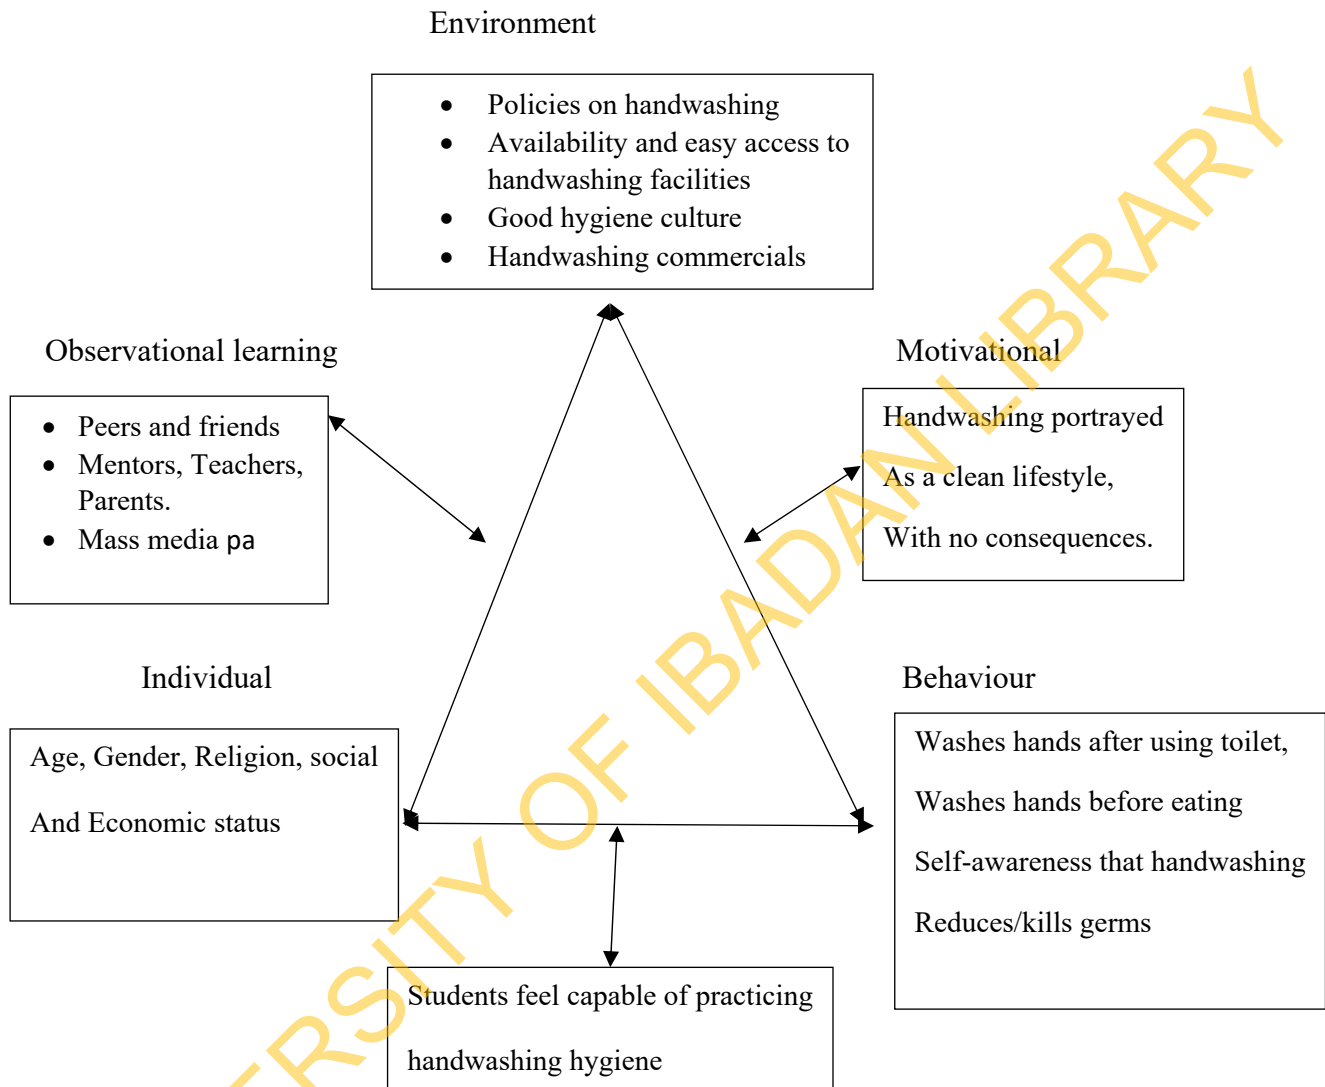 Environment
• Policies on handwashing
• Availability and easy access to
handwashing facilities
• Good hygiene culture
• Handwashing commercials
Observational learning
• Peers and friends
• Mentors, Teachers,
Parents.
• Mass media pa
Motivational
Handwashing portrayed
As a clean lifestyle,
With no consequences.
Individual
Age, Gender, Religion, social
And Economic status
Behaviour
Washes hands after using toilet,
Washes hands before eating
Self-awareness that handwashing
Reduces/kills germs
Students feel capable of practicing
handwashing hygiene
ERSITY OF IBADAN LIBRARY